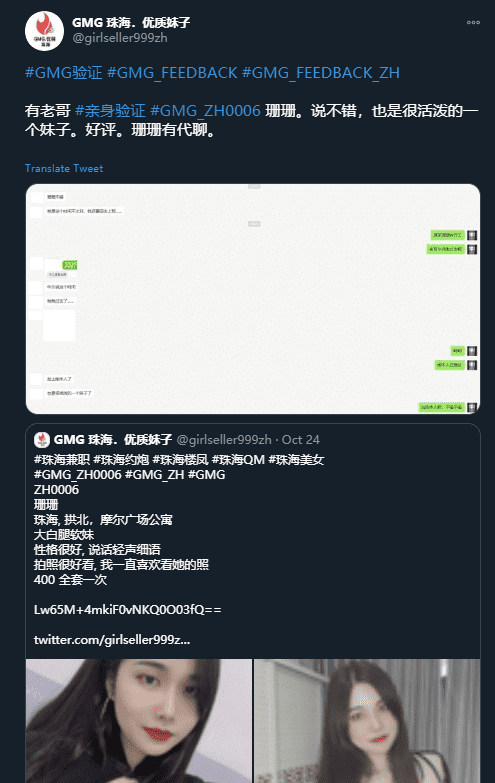 GMG 珠海．优质妹子
@girlseller999zh
#GMG验证 #GMG_FEEDBACK #GMG_FEEDBACK_ZH
有老哥 #亲身验证 #GMG_ZH0006 珊珊。说不错，也是很活泼的一
个妹子。好评。珊珊有代聊。
Translate Tweet
GMG 珠海．优质妹子 @girlseller999zh · Oct 24
#珠海兼职 #珠海约炮 #珠海楼凤 #珠海QM #珠海美女
#GMG_ZH0006 #GMG_ZH #GMG
ZH0006
珊珊
珠海, 拱北，摩尔广场公寓
大白腿软妹
性格很好, 说话轻声细语
拍照很好看, 我一直喜欢看她的照
400 全套一次
Lw65M+4mkiF0vNKQ0O03fQ==
twitter.com/girlseller999z...